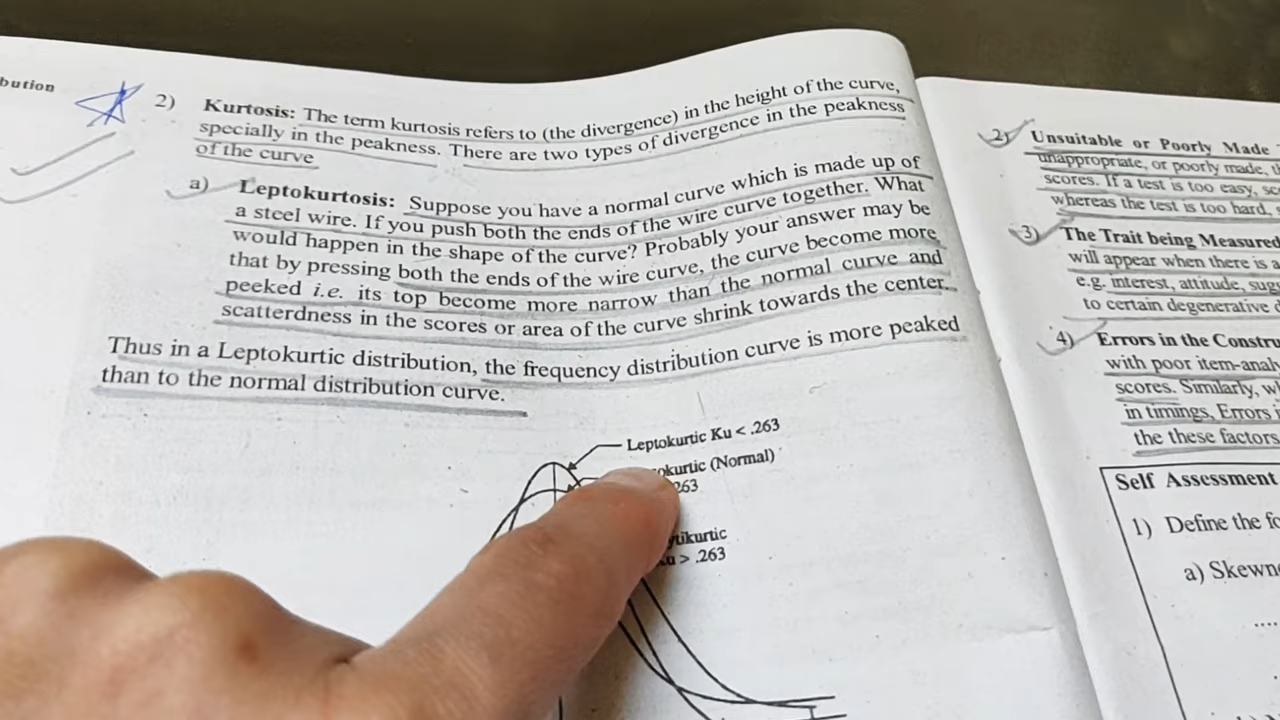 bution
2) Kurtosis: The term kurtosis refers to (the divergence) in the height of the curve,
specially in the peakness. There are two types of divergence in the peakness
of the curve
a) Leptokurtosis: Suppose you have a normal curve which is made up of
a steel wire. If you push both the ends of the wire curve together. What
would happen in the shape of the curve? Probably your answer may be
that by pressing both the ends of the wire curve, the curve become more
peeked i.e. its top become more narrow than the normal curve and
scatterdness in the scores or area of the curve shrink towards the center.
Thus in a Leptokurtic distribution, the frequency distribution curve is more peaked
than to the normal distribution curve.
Leptokurtic Ku < .263
okurtic (Normal)
263
tikurtic
u > .263
2) Unsuitable or Poorly Made
unappropriate, or poorly made,
scores. If a test is too easy,
whereas the test is too hard,
3) The Trait being Measured
will appear when there is a
e.g. interest, attitude,
to certain degenerative
4) Errors in the
with poor
scores. Similarly,
in timings, Errors
the these factors
Self Assessment
1) Define the
a)
....